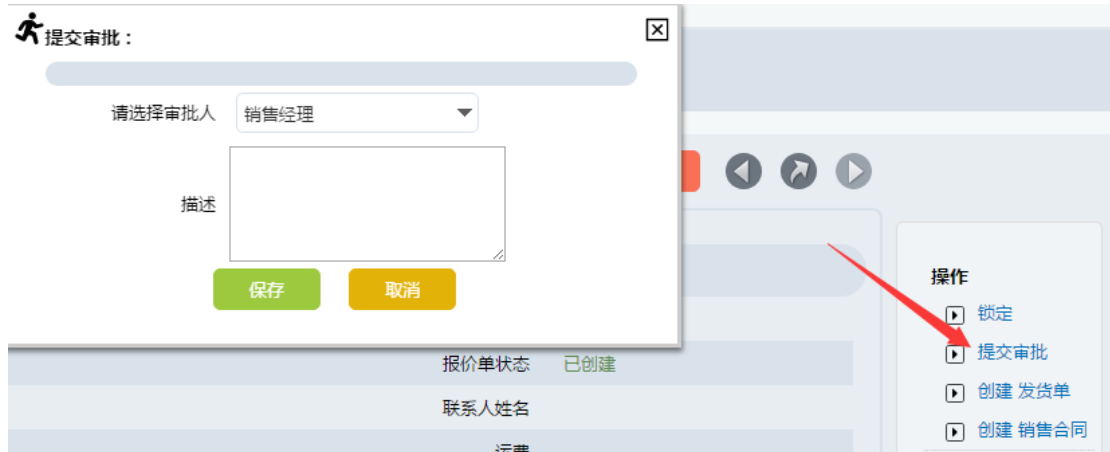 提交审批：
请选择审批人 销售经理
描述
保存 取消
操作
锁定
提交审批
创建 发货单
创建 销售合同
报价单状态 已创建
联系人姓名
运费